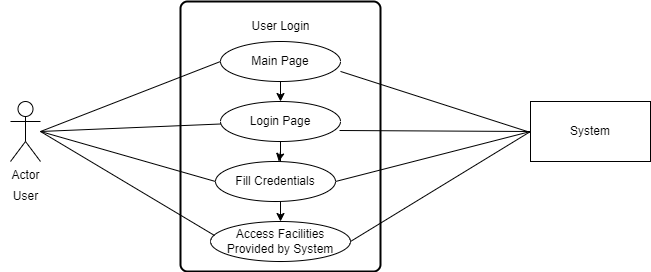 User Login
Main Page
Login Page
System
Actor
User
Fill Credentials
Access Facilities
Provided by System